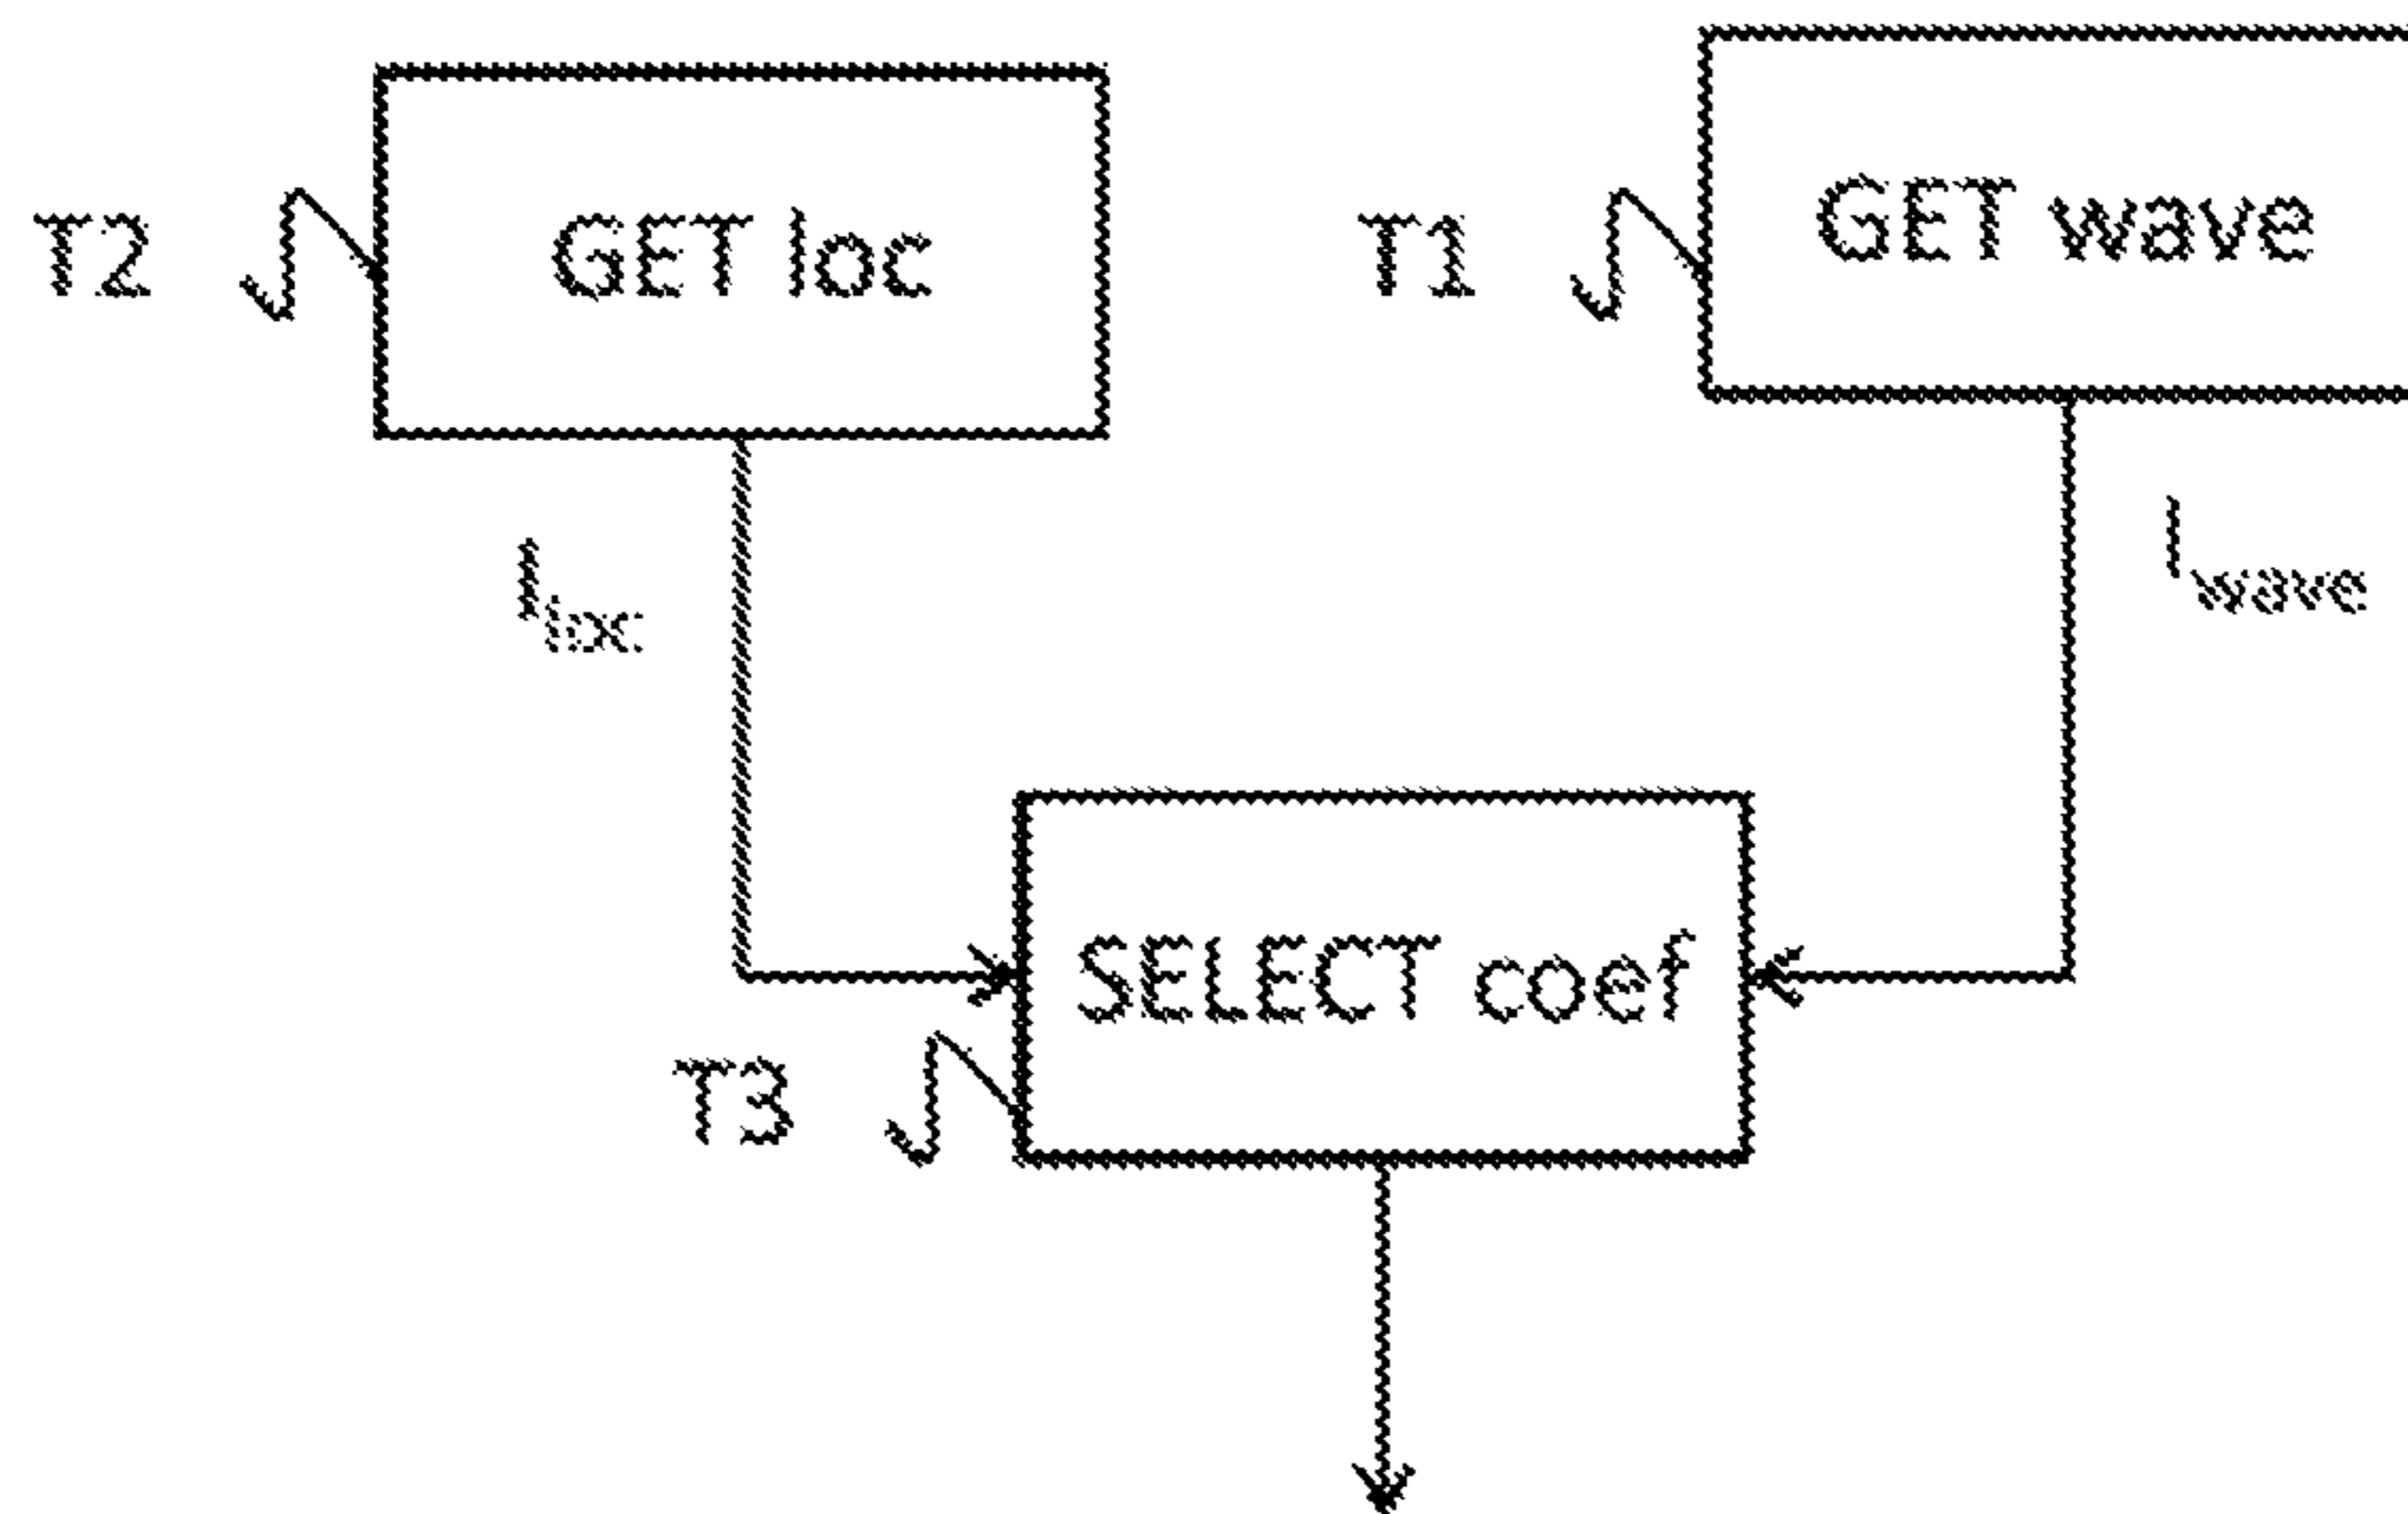 T2
GET loc
T1
GET wave
I loc
I wave
SELECT coef
T3